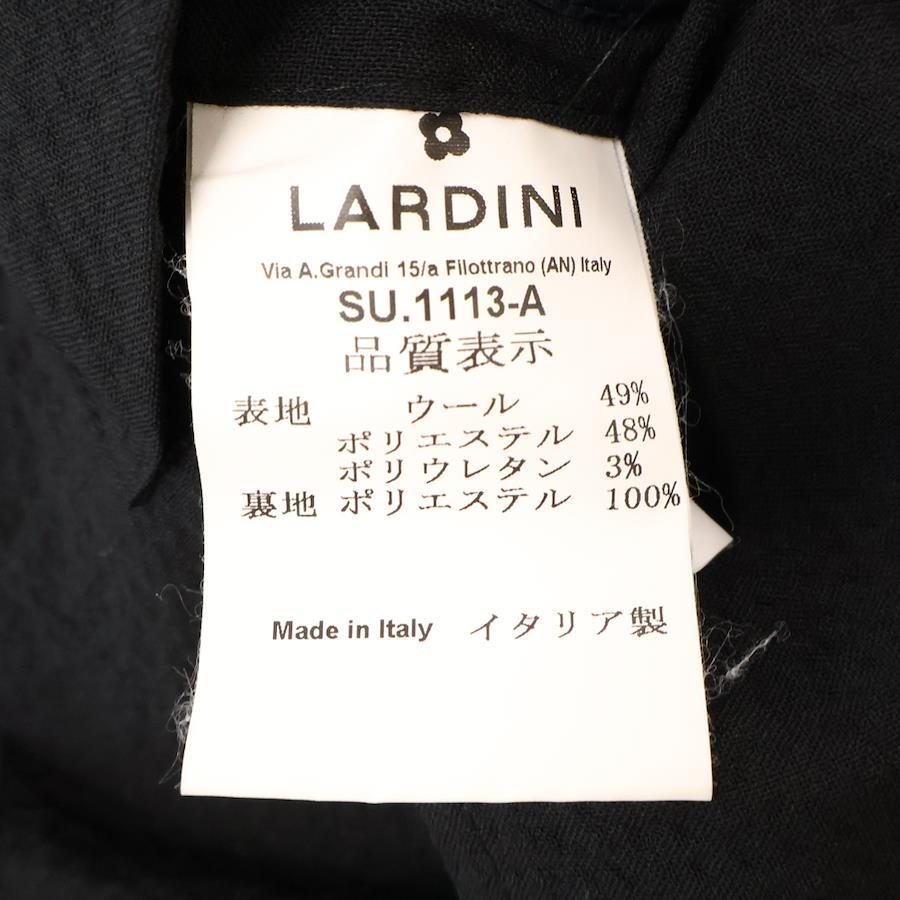 LARDINI
Via A.Grandi 15/a Filottrano (AN) Italy
SU.1113-A
品質表示
表地 ウール 49%
ポリエステル 48%
ポリウレタン 3%
裏地 ポリエステル 100%
Made in Italy イタリア製